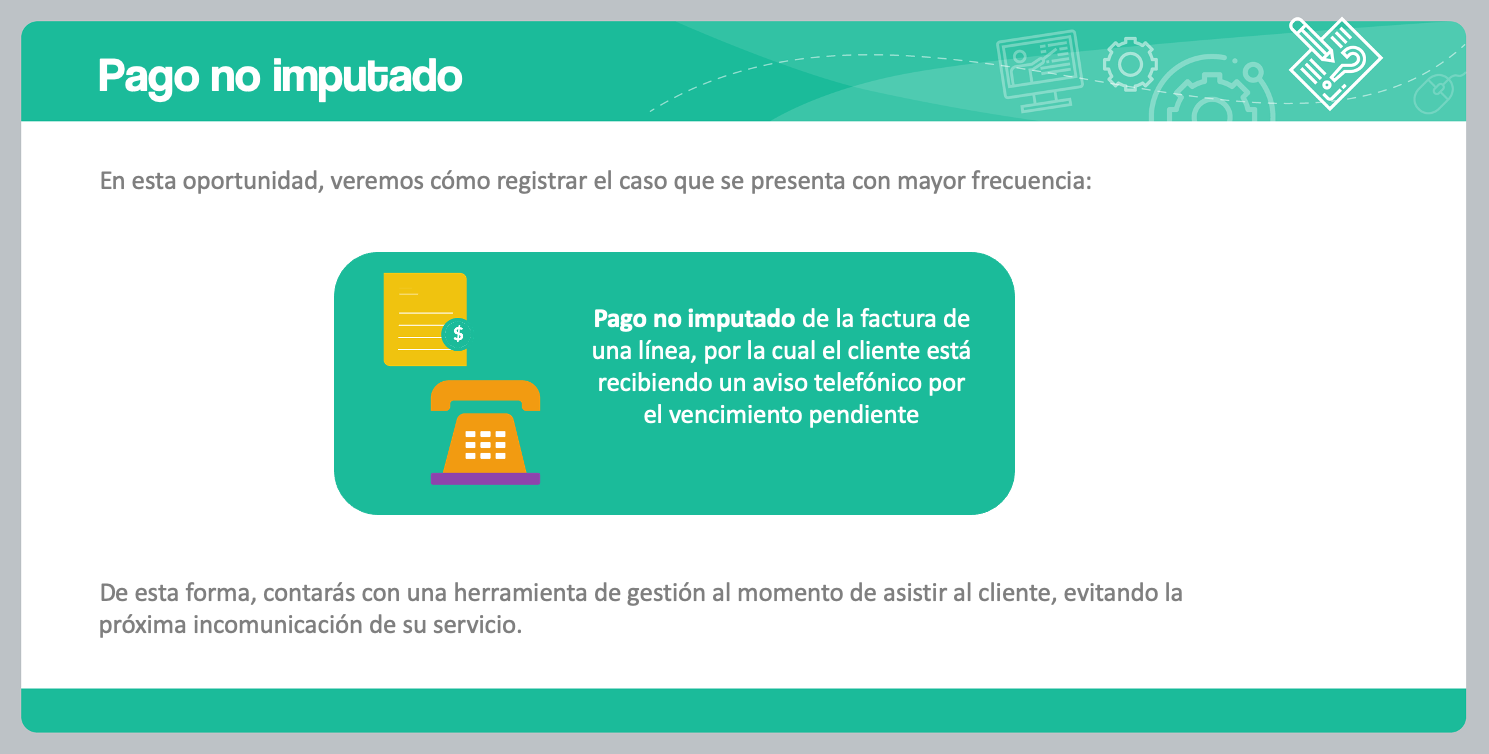 Pago no imputado
En esta oportunidad, veremos cómo registrar el caso que se presenta con mayor frecuencia:
$
Pago no imputado de la factura de
una línea, por la cual el cliente está
recibiendo un aviso telefónico por
el vencimiento pendiente
De esta forma, contarás con una herramienta de gestión al momento de asistir al cliente, evitando la
próxima incomunicación de su servicio.